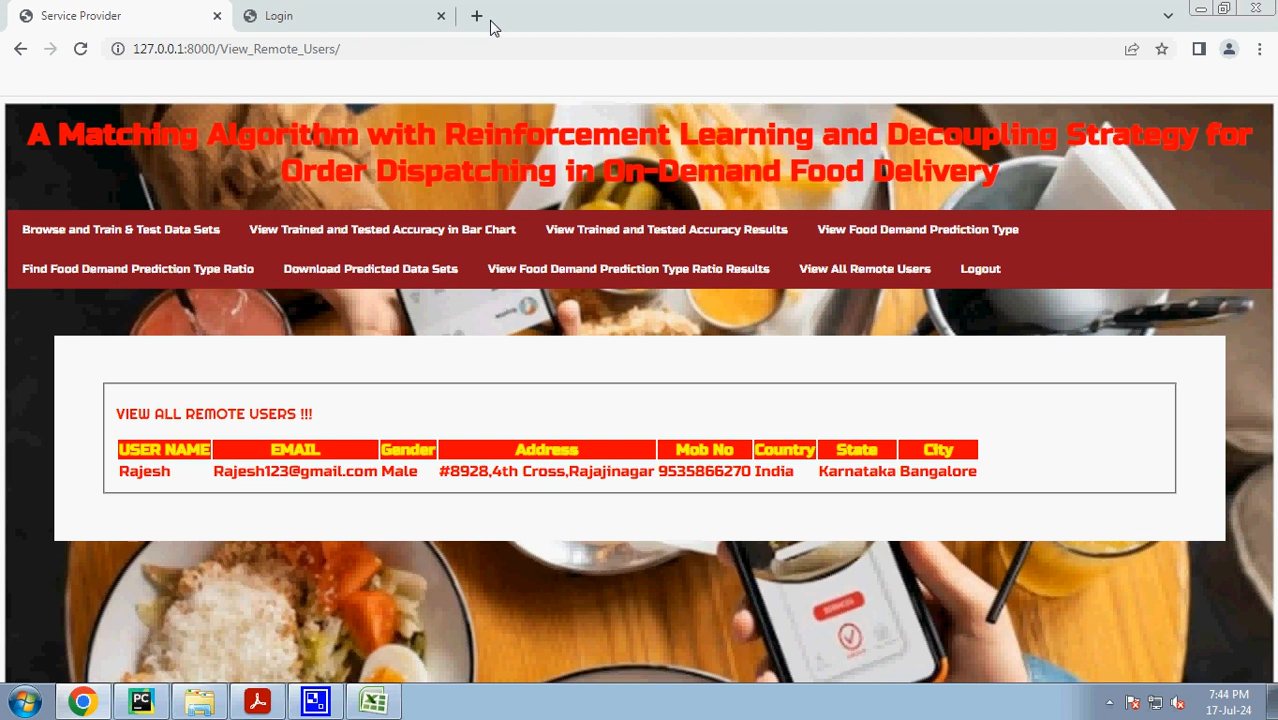 Service Provider
Login
127.0.0.1:8000/View_Remote_Users/
A Matching Algorithm with Reinforcement Learning and Decoupling Strategy for
Order Dispatching in On-Demand Food Delivery
Browse and Train & Test Data Sets View Trained and Tested Accuracy in Bar Chart View Trained and Tested Accuracy Results View Food Demand Prediction Type
Find Food Demand Prediction Type Ratio Download Predicted Data Sets View Food Demand Prediction Type Ratio Results View All Remote Users Logout
VIEW ALL REMOTE USERS !!!
USER NAME EMAIL Gender Address Mob No Country State City
Rajesh Rajesh123@gmail.com Male #8928,4th Cross,Rajajinagar 9535866270 India Karnataka Bangalore
PC
7:44 PM
17-Jul-24